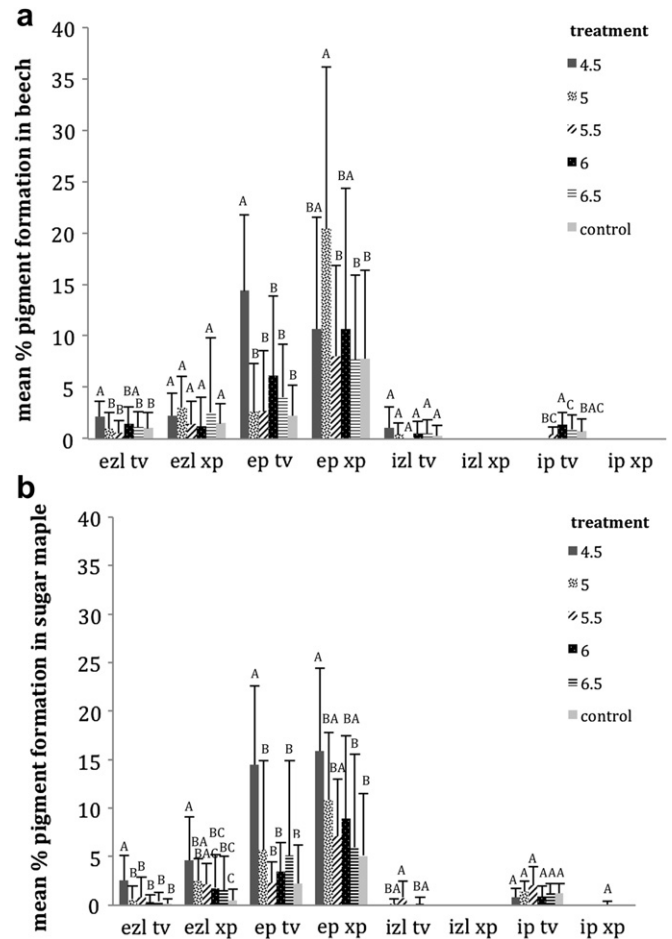 a
mean % pigment formation in beech
40
35
30
25
20
15
10
5
0
A B B BA B B
A A A A A A
A B B B B B
BA A B BA B B
A A A A A A
BC A C BAC
ezl tv ezl xp ep tv ep xp izl tv izl xp ip tv ip xp
treatment
4.5
5
5.5
6
6.5
control
b
mean % pigment formation in sugar maple
40
35
30
25
20
15
10
5
0
A B B B B B
A BA BAC BC BC C
A B B B B B
A BA BA BA B B
BA A BA
A A A A A A
A
ezl tv ezl xp ep tv ep xp izl tv izl xp ip tv ip xp
treatment
4.5
5
5.5
6
6.5
control